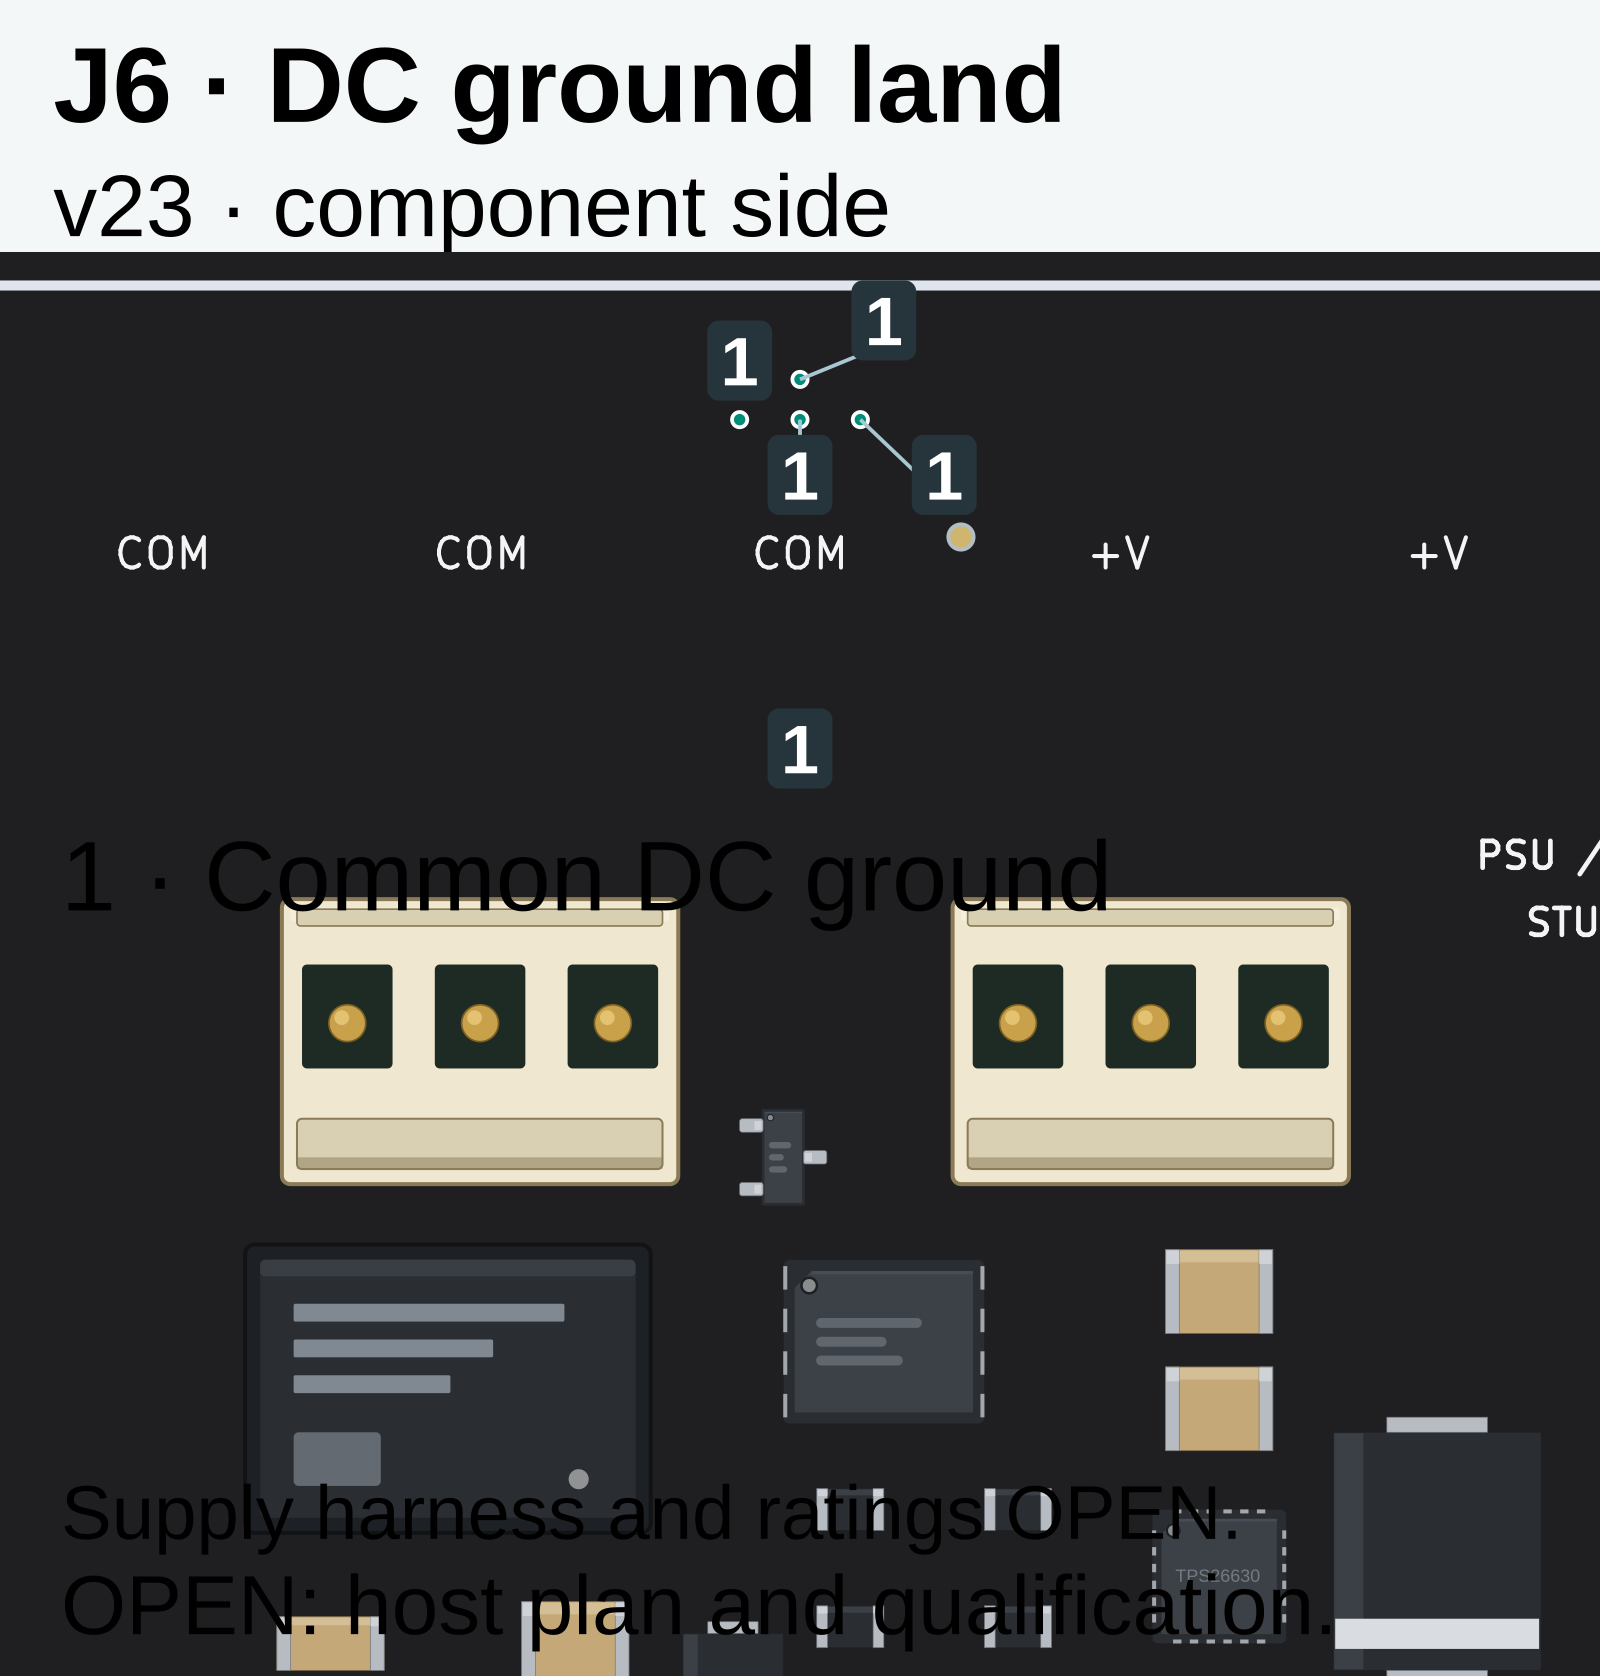 J6 · DC ground land
v23 · component side
1
1
1
1
COM COM COM +V +V
1
1 · Common DC ground
PSU /
STU
Supply harness and ratings OPEN.
TPS26630
OPEN: host plan and qualification.